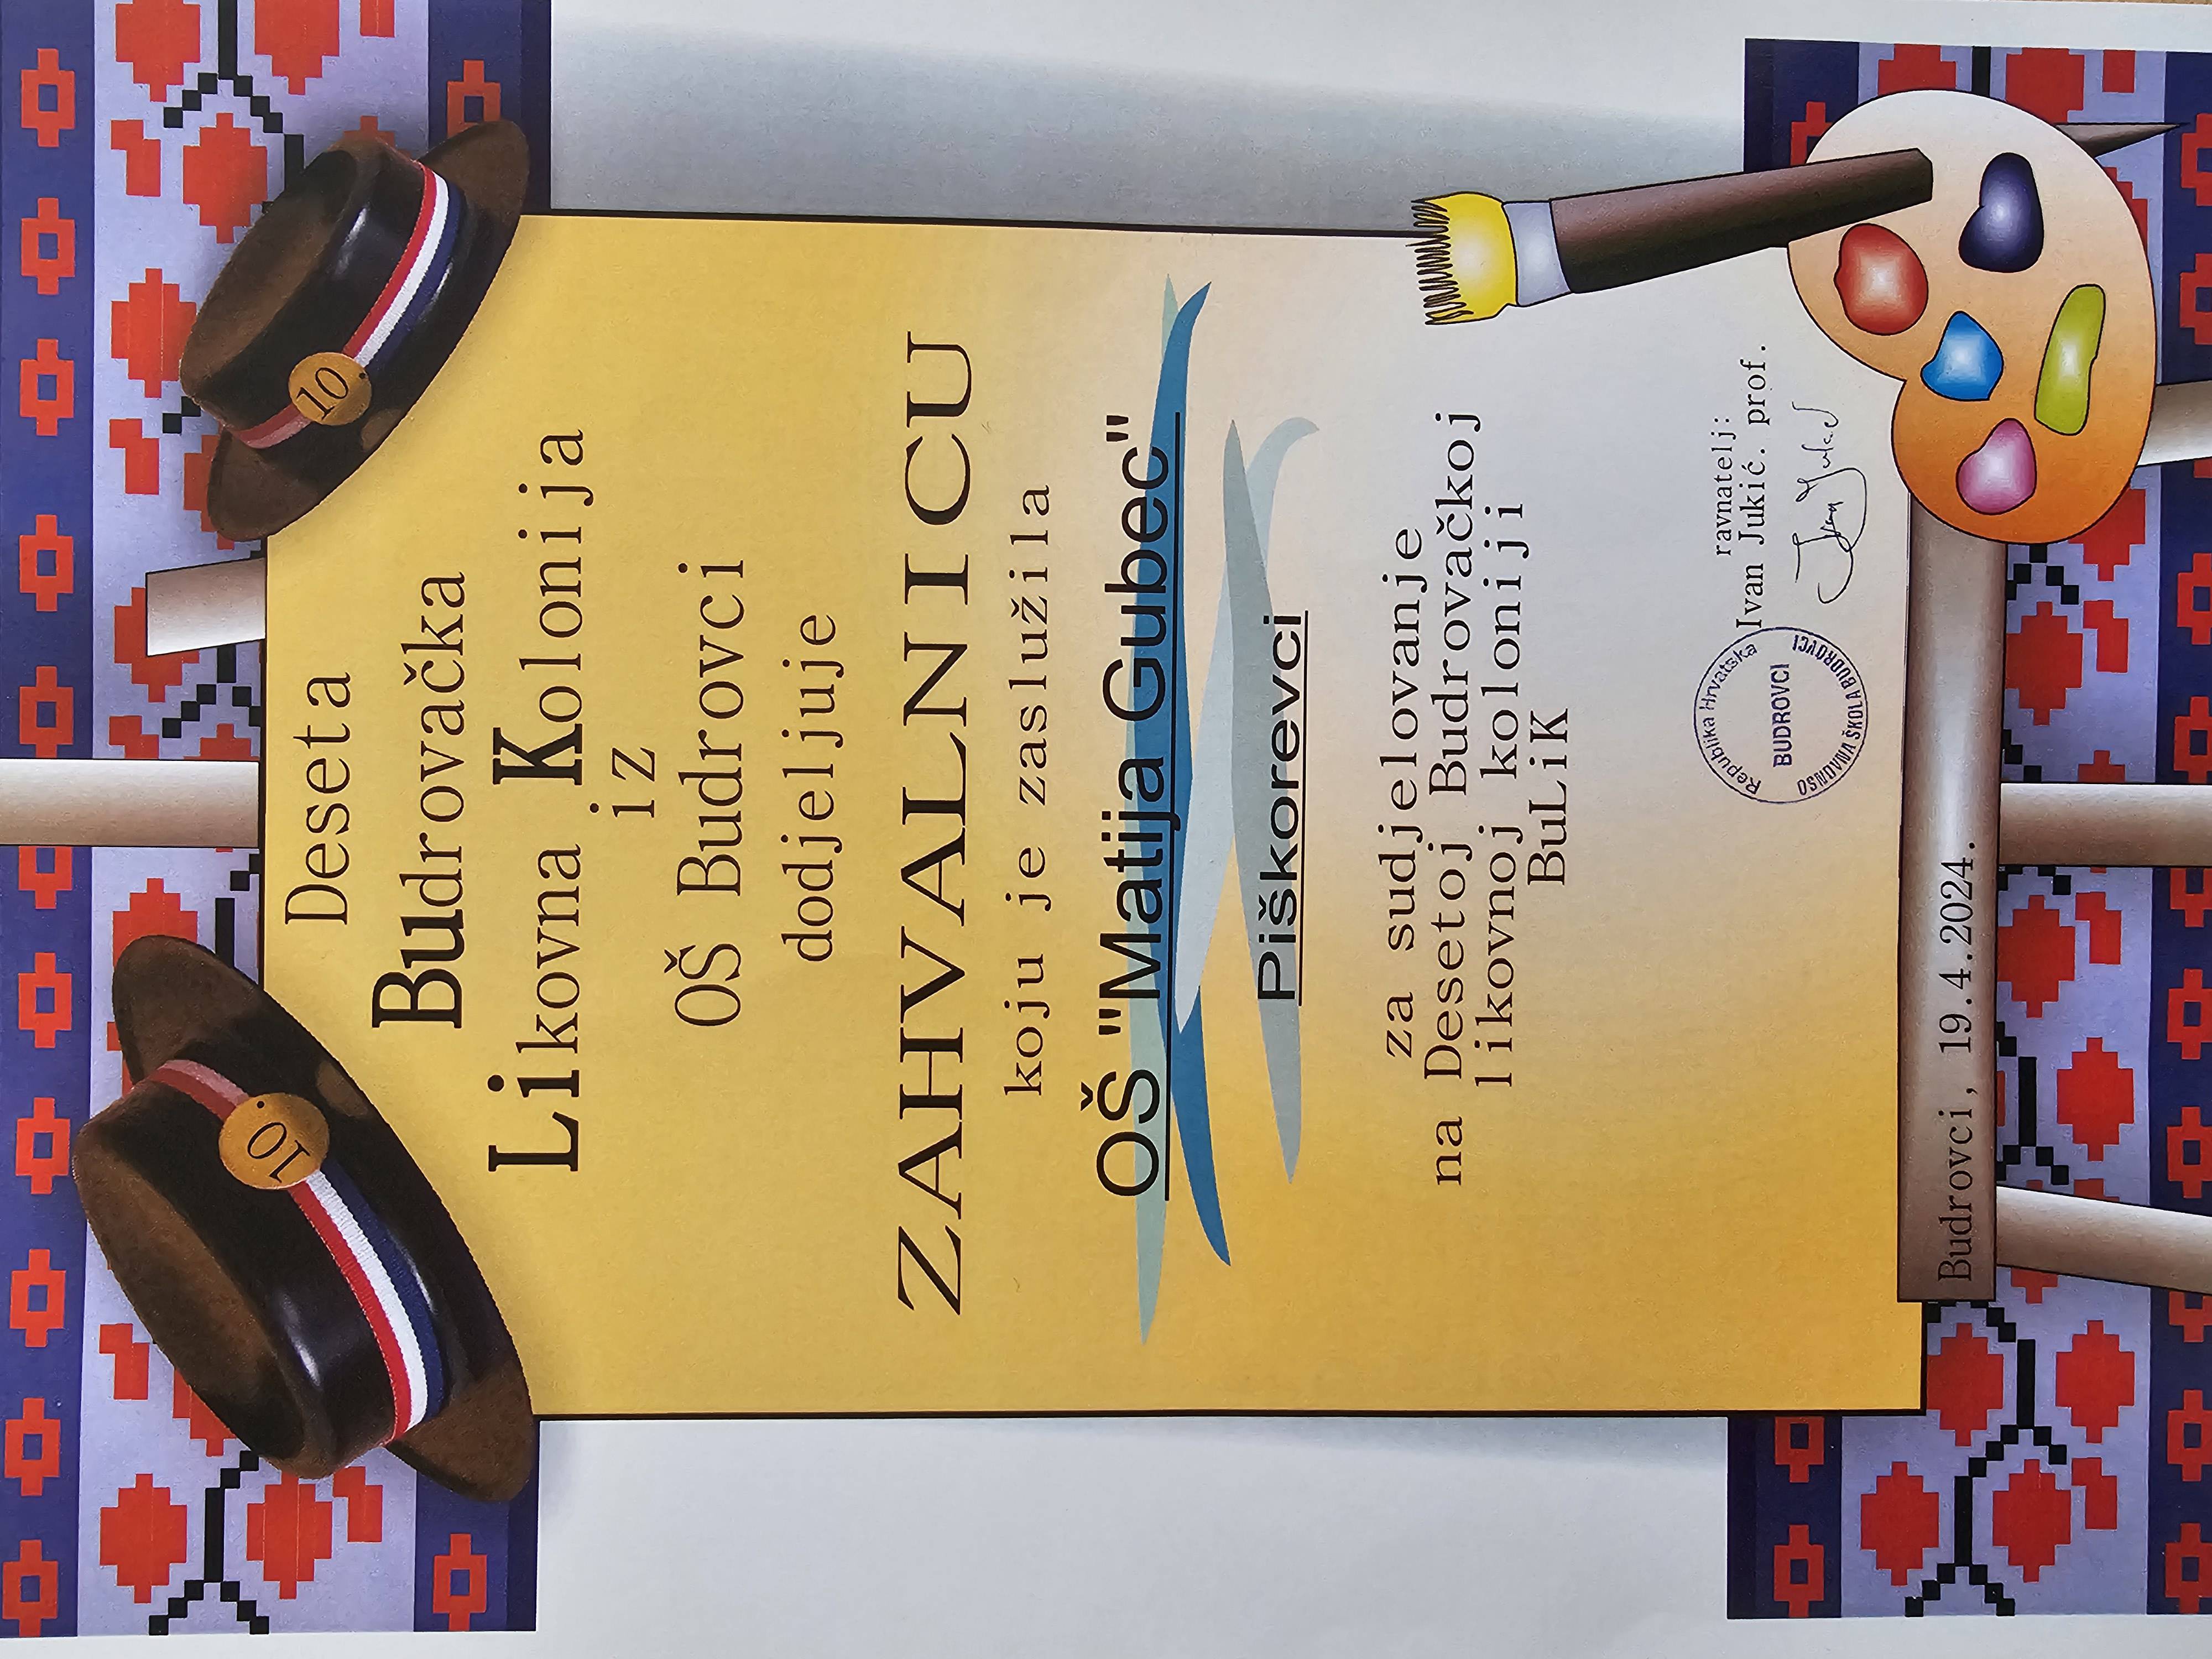 10
10
Deseta
Budrovačka
Likovna Kolonija
iz
OŠ Budrovci
dodjeljuje
ZAHVALNICU
koju je zaslužila
OŠ "Matija Gubec"
Piškorevci
za sudjelovanje
na Desetoj Budrovačkoj
likovnoj koloniji
BuLiK
ravnatelj:
Ivan Jukić. prof.
Republika Hrvatska
BUDROVCI
OSNOVNA ŠKOLA BUDROVCI
Budrovci, 19.4.2024.